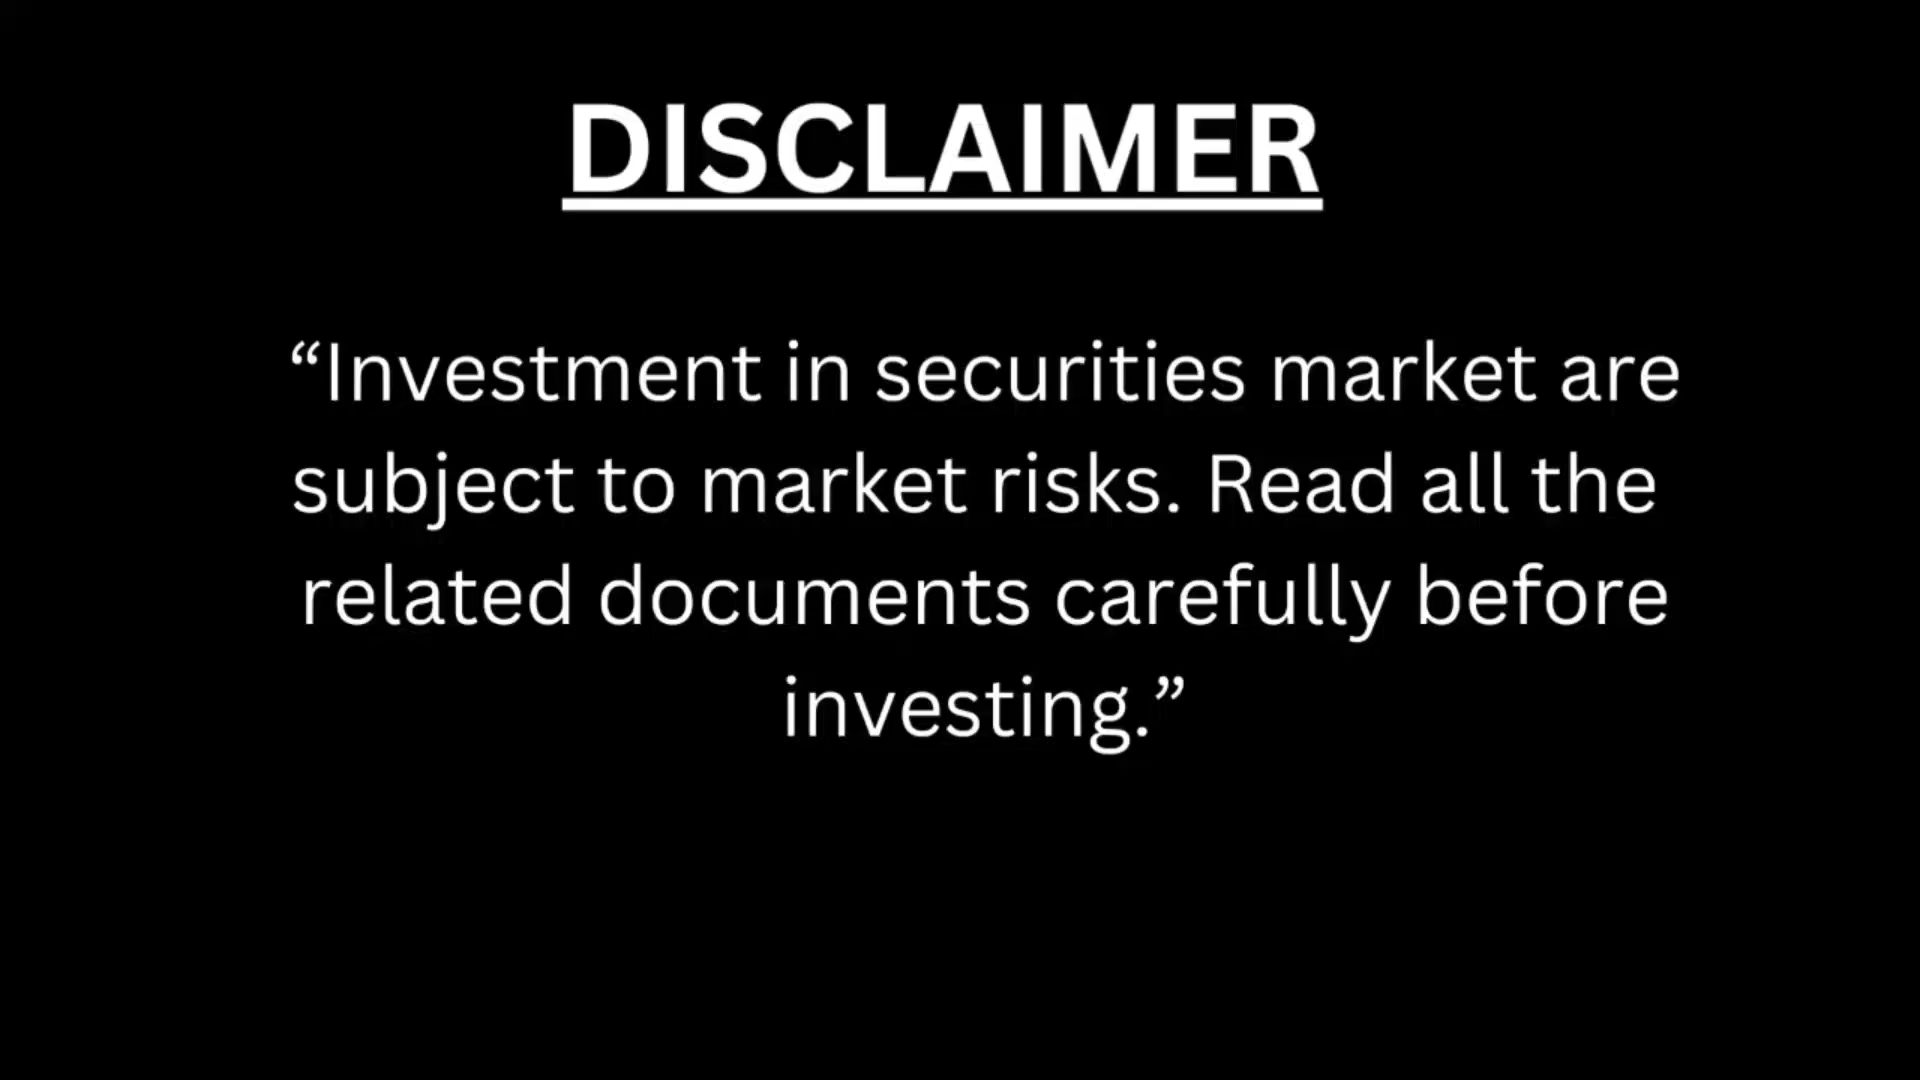 DISCLAIMER
“Investment in securities market are
subject to market risks. Read all the
related documents carefully before
investing.”